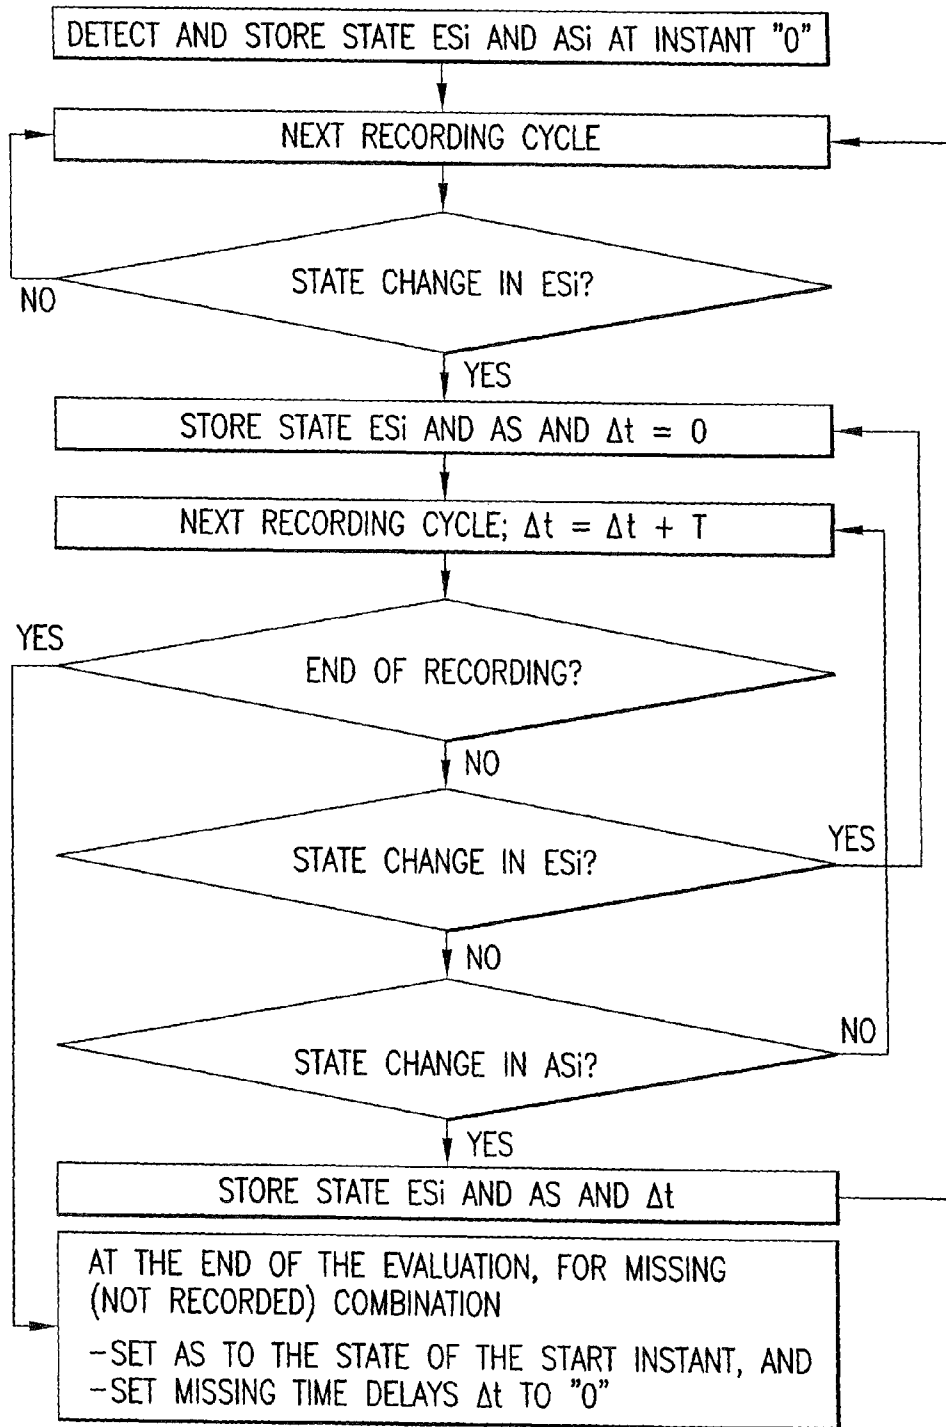 DETECT AND STORE STATE ESi AND ASi AT INSTANT "0"
NEXT RECORDING CYCLE
STATE CHANGE IN ESi?
NO
YES
STORE STATE ESi AND AS AND Δt = 0
NEXT RECORDING CYCLE; Δt = Δt + T
YES
END OF RECORDING?
NO
YES
STATE CHANGE IN ESi?
NO
NO
STATE CHANGE IN ASi?
YES
STORE STATE ESi AND AS AND Δt
AT THE END OF THE EVALUATION, FOR MISSING
(NOT RECORDED) COMBINATION
-SET AS TO THE STATE OF THE START INSTANT, AND
-SET MISSING TIME DELAYS Δt TO "0"